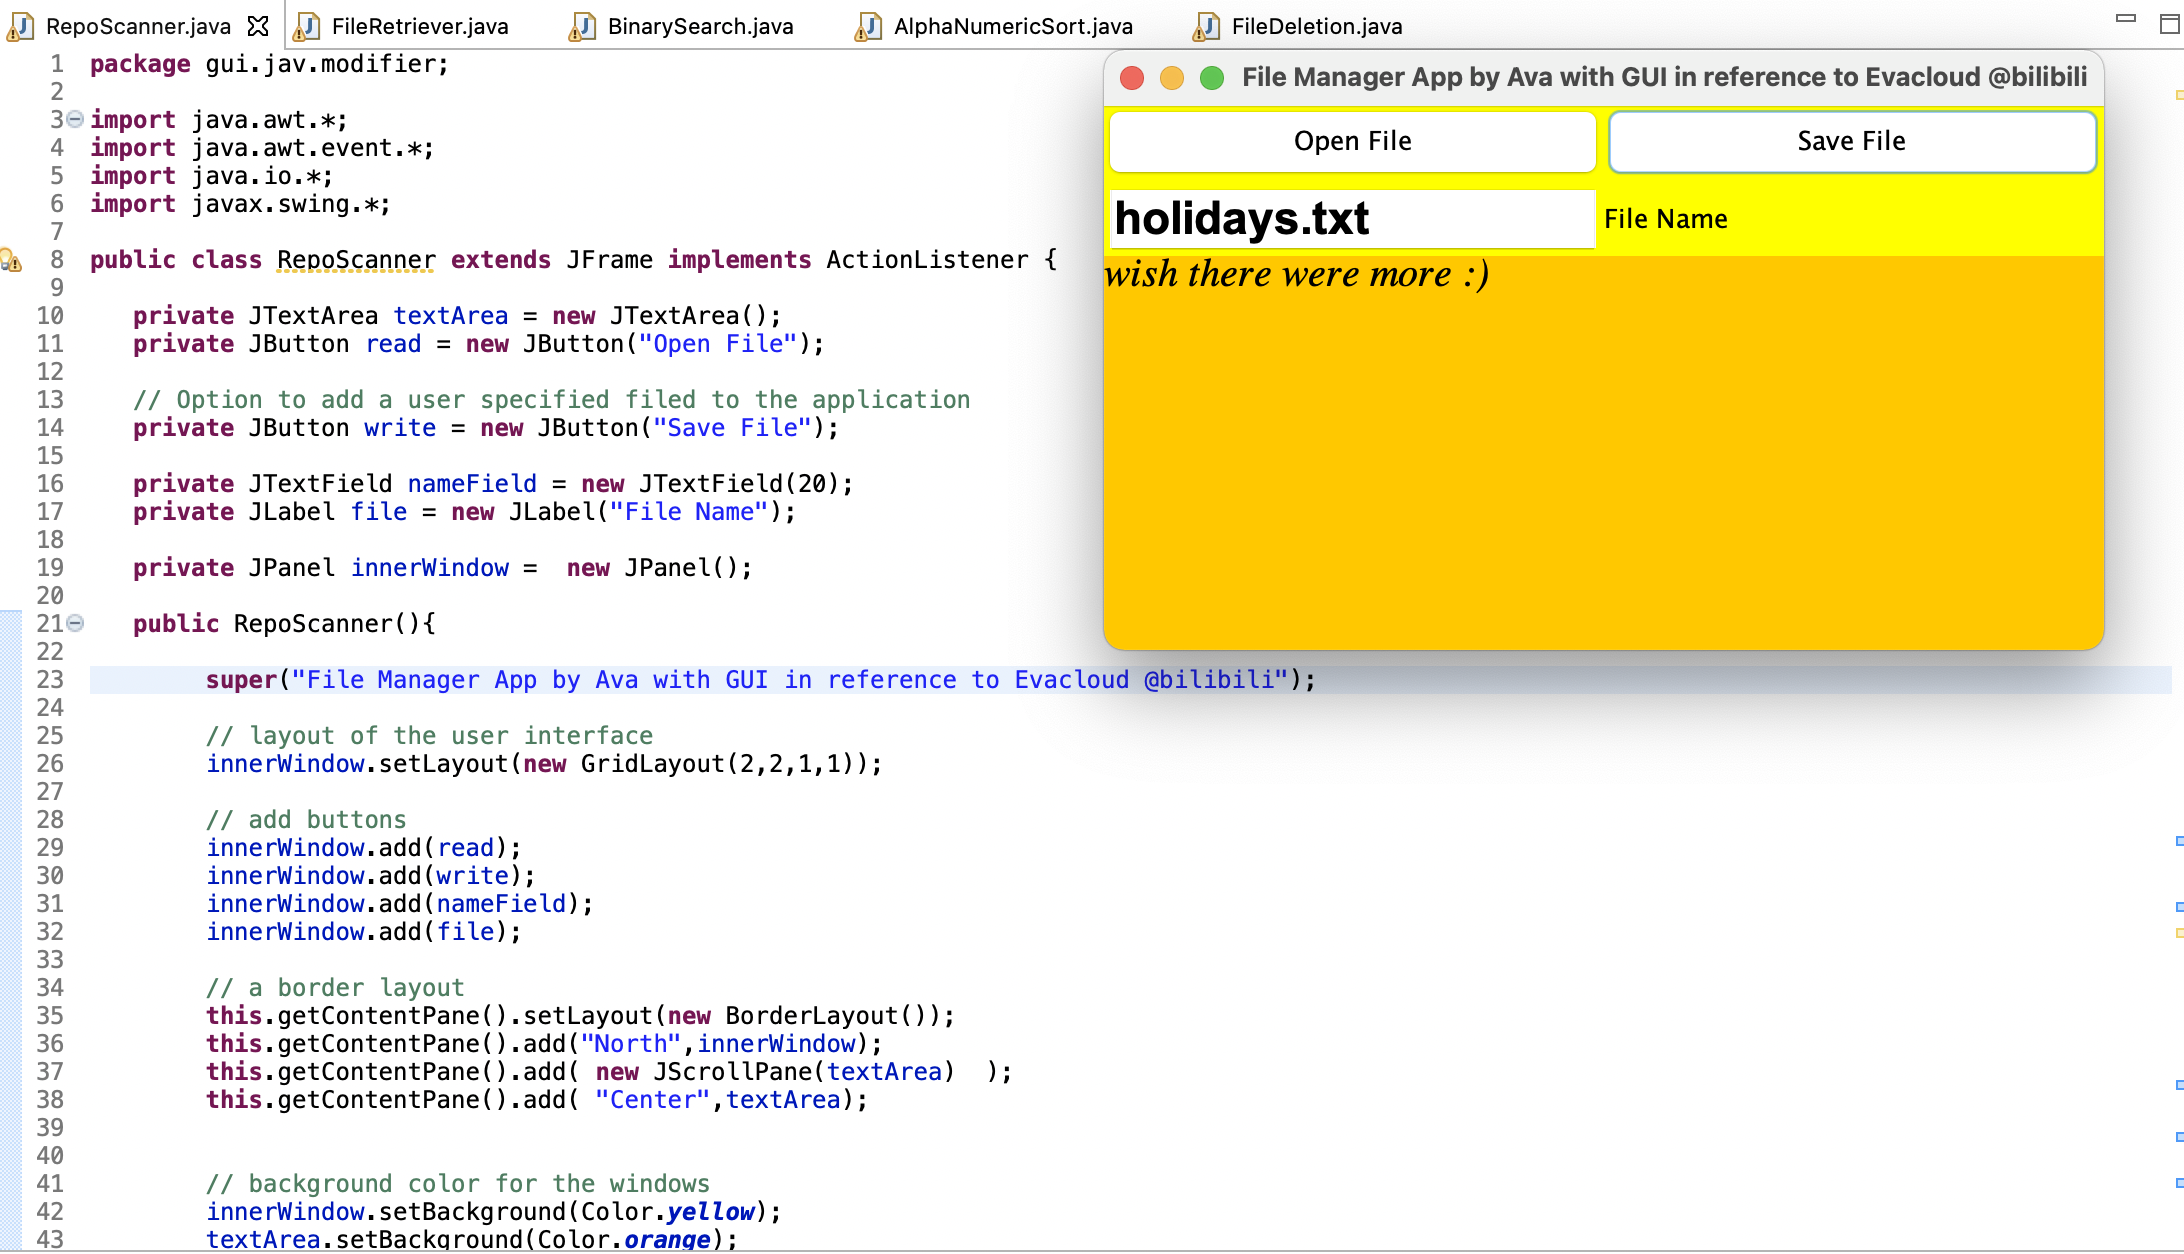 RepoScanner.java FileRetriever.java BinarySearch.java AlphaNumericSort.java FileDeletion.java
1 package gui.jav.modifier;
2
3 import java.awt.*;
4 import java.awt.event.*;
5 import java.io.*;
6 import javax.swing.*;
7
8 public class RepoScanner extends JFrame implements ActionListener {
9
10 private JTextArea textArea = new JTextArea();
11 private JButton read = new JButton("Open File");
12
13 // Option to add a user specified filed to the application
14 private JButton write = new JButton("Save File");
15
16 private JTextField nameField = new JTextField(20);
17 private JLabel file = new JLabel("File Name");
18
19 private JPanel innerWindow =  new JPanel();
20
21 public RepoScanner(){
22
23 super("File Manager App by Ava with GUI in reference to Evacloud @bilibili");
24
25 // layout of the user interface
26 innerWindow.setLayout(new GridLayout(2,2,1,1));
27
28 // add buttons
29 innerWindow.add(read);
30 innerWindow.add(write);
31 innerWindow.add(nameField);
32 innerWindow.add(file);
33
34 // a border layout
35 this.getContentPane().setLayout(new BorderLayout());
36 this.getContentPane().add("North",innerWindow);
37 this.getContentPane().add( new JScrollPane(textArea)  );
38 this.getContentPane().add( "Center",textArea);
39
40
41 // background color for the windows
42 innerWindow.setBackground(Color.yellow);
43 textArea.setBackground(Color.orange);
File Manager App by Ava with GUI in reference to Evacloud @bilibili
Open File Save File
holidays.txt File Name
wish there were more :)